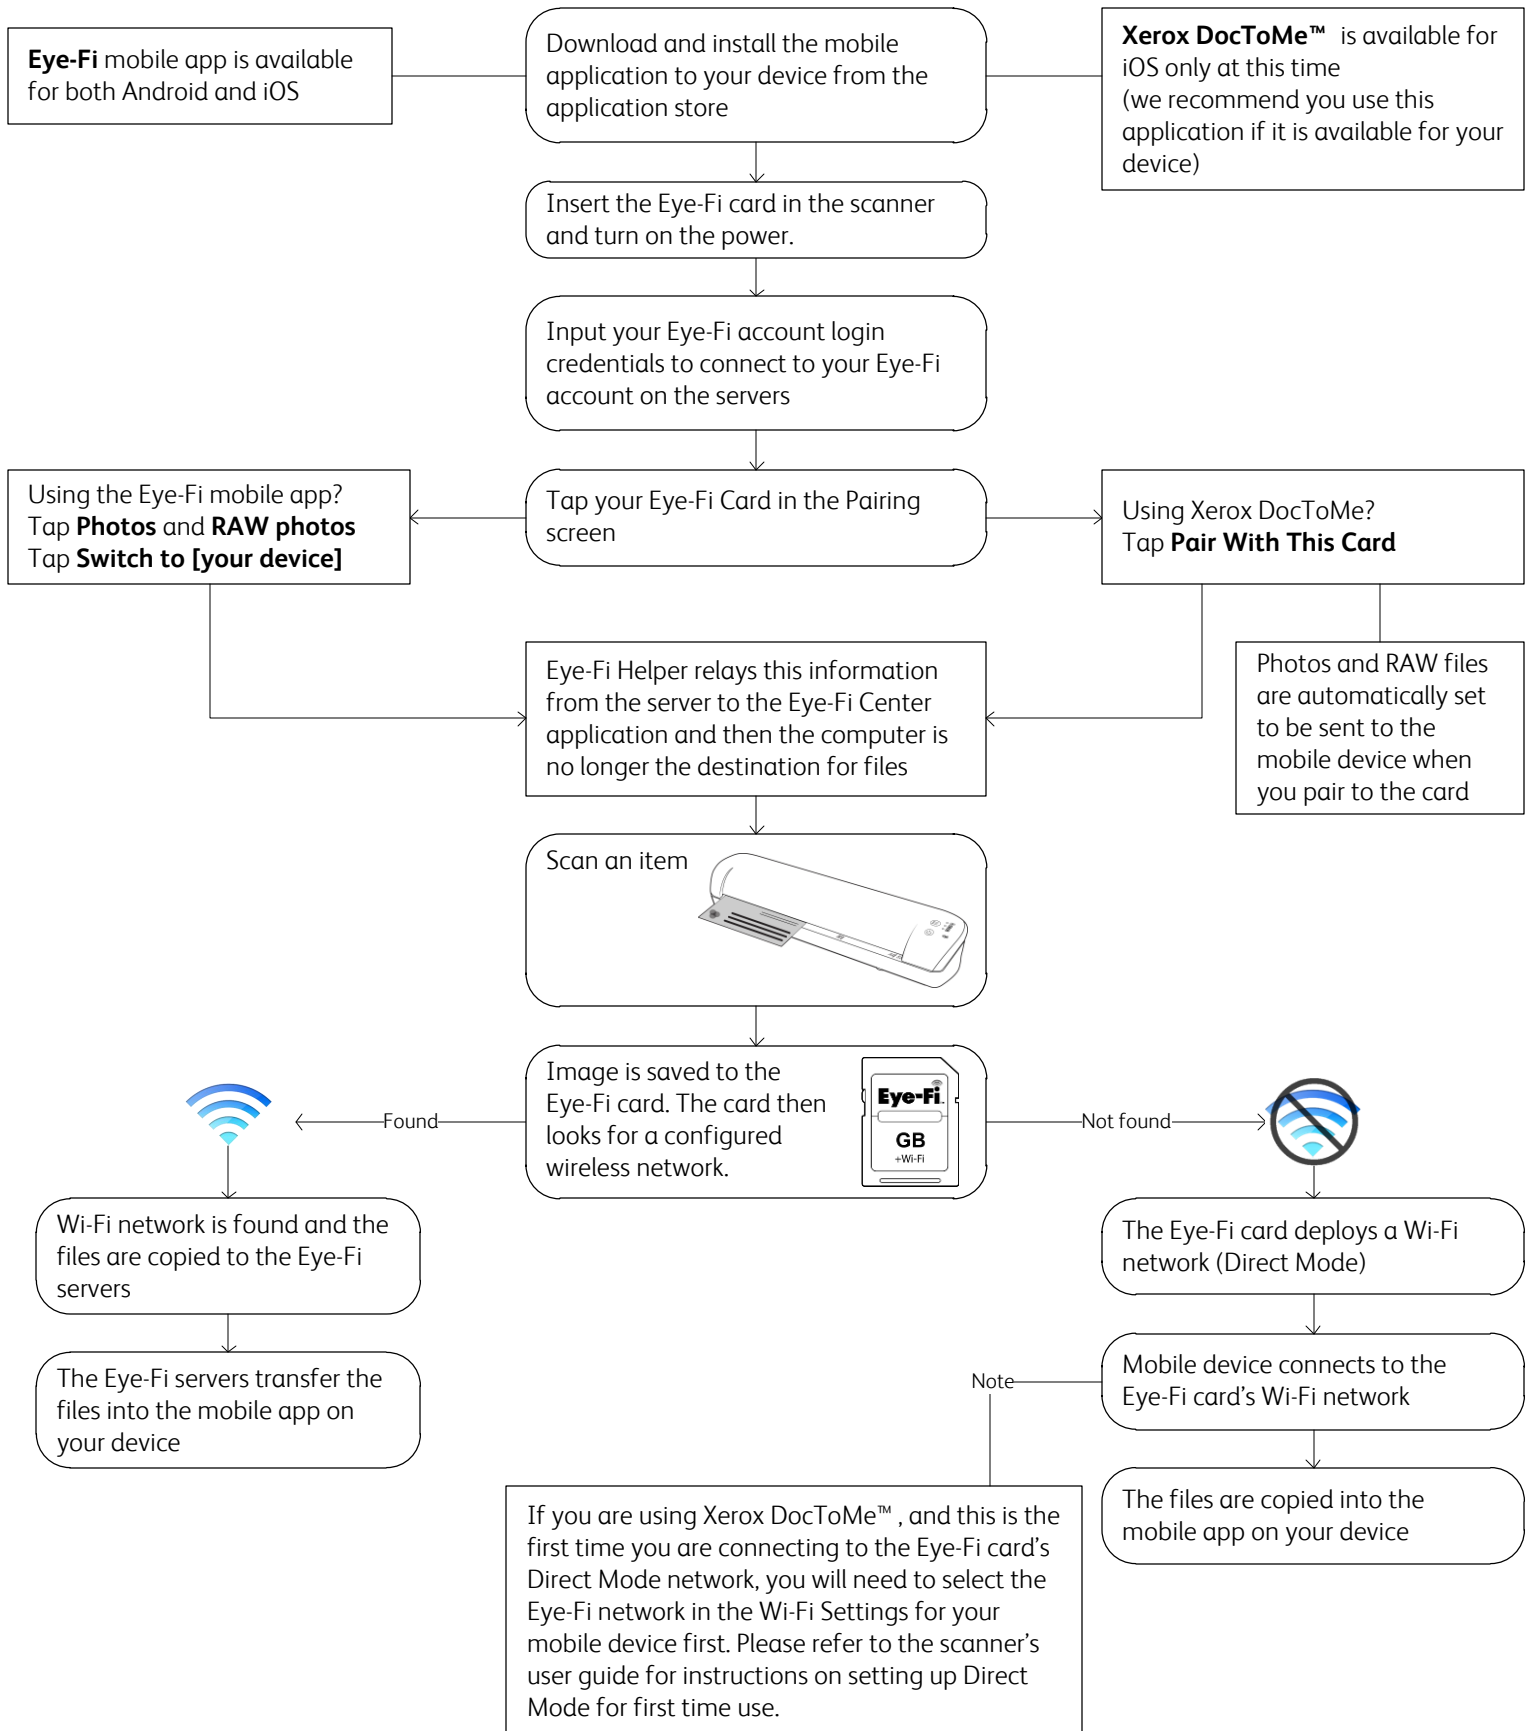 Eye-Fi mobile app is available
for both Android and iOS
Download and install the mobile
application to your device from the
application store
Xerox DocToMe™ is available for
iOS only at this time
(we recommend you use this
application if it is available for your
device)
Insert the Eye-Fi card in the scanner
and turn on the power.
Input your Eye-Fi account login
credentials to connect to your Eye-Fi
account on the servers
Using the Eye-Fi mobile app?
Tap Photos and RAW photos
Tap Switch to [your device]
Tap your Eye-Fi Card in the Pairing
screen
Using Xerox DocToMe?
Tap Pair With This Card
Eye-Fi Helper relays this information
from the server to the Eye-Fi Center
application and then the computer is
no longer the destination for files
Photos and RAW files
are automatically set
to be sent to the
mobile device when
you pair to the card
Scan an item
Image is saved to the
Eye-Fi card. The card then
looks for a configured
wireless network.
Eye-Fi
GB
+Wi-Fi
Found
Not found
Wi-Fi network is found and the
files are copied to the Eye-Fi
servers
The Eye-Fi servers transfer the
files into the mobile app on
your device
The Eye-Fi card deploys a Wi-Fi
network (Direct Mode)
Mobile device connects to the
Eye-Fi card's Wi-Fi network
Note
The files are copied into the
mobile app on your device
If you are using Xerox DocToMe™ , and this is the
first time you are connecting to the Eye-Fi card's
Direct Mode network, you will need to select the
Eye-Fi network in the Wi-Fi Settings for your
mobile device first. Please refer to the scanner's
user guide for instructions on setting up Direct
Mode for first time use.